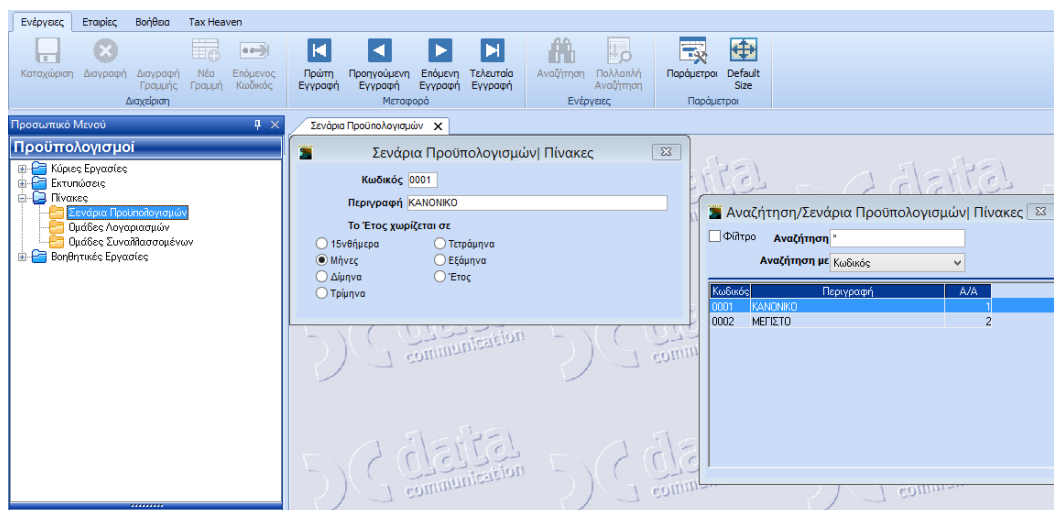 Ενέργειες Εταιρίες Βοήθεια Tax Heaven
Καταχώριση Διαγραφή Διαγραφή Γραμμής Νέα Γραμμή Επόμενος Κωδικός
Πρώτη Εγγραφή Προηγούμενη Εγγραφή Επόμενη Εγγραφή Τελευταία Εγγραφή
Αναζήτηση Πολλαπλή Αναζήτηση
Παράμετροι Default Size
Διαχείριση Μεταφορά Ενέργειες Παράμετροι
Προσωπικό Μενού
Προϋπολογισμοί
Κύριες Εργασίες
Εκτυπώσεις
Πίνακες
Σενάρια Προϋπολογισμών
Ομάδες Λογαριασμών
Ομάδες Συναλλασσομένων
Βοηθητικές Εργασίες
Σενάρια Προϋπολογισμών X
Σενάρια Προϋπολογισμών| Πίνακες
Κωδικός 0001
Περιγραφή ΚΑΝΟΝΙΚΟ
Το Έτος χωρίζεται σε
15νθήμερα Τετράμηνα
Μήνες Εξάμηνα
Δίμηνα Έτος
Τρίμηνα
Αναζήτηση/Σενάρια Προϋπολογισμών| Πίνακες
Φίλτρο Αναζήτηση *
Αναζήτηση με Κωδικός
Κωδικός Περιγραφή Α/Α
0001 ΚΑΝΟΝΙΚΟ 1
0002 ΜΕΓΙΣΤΟ 2
data communication